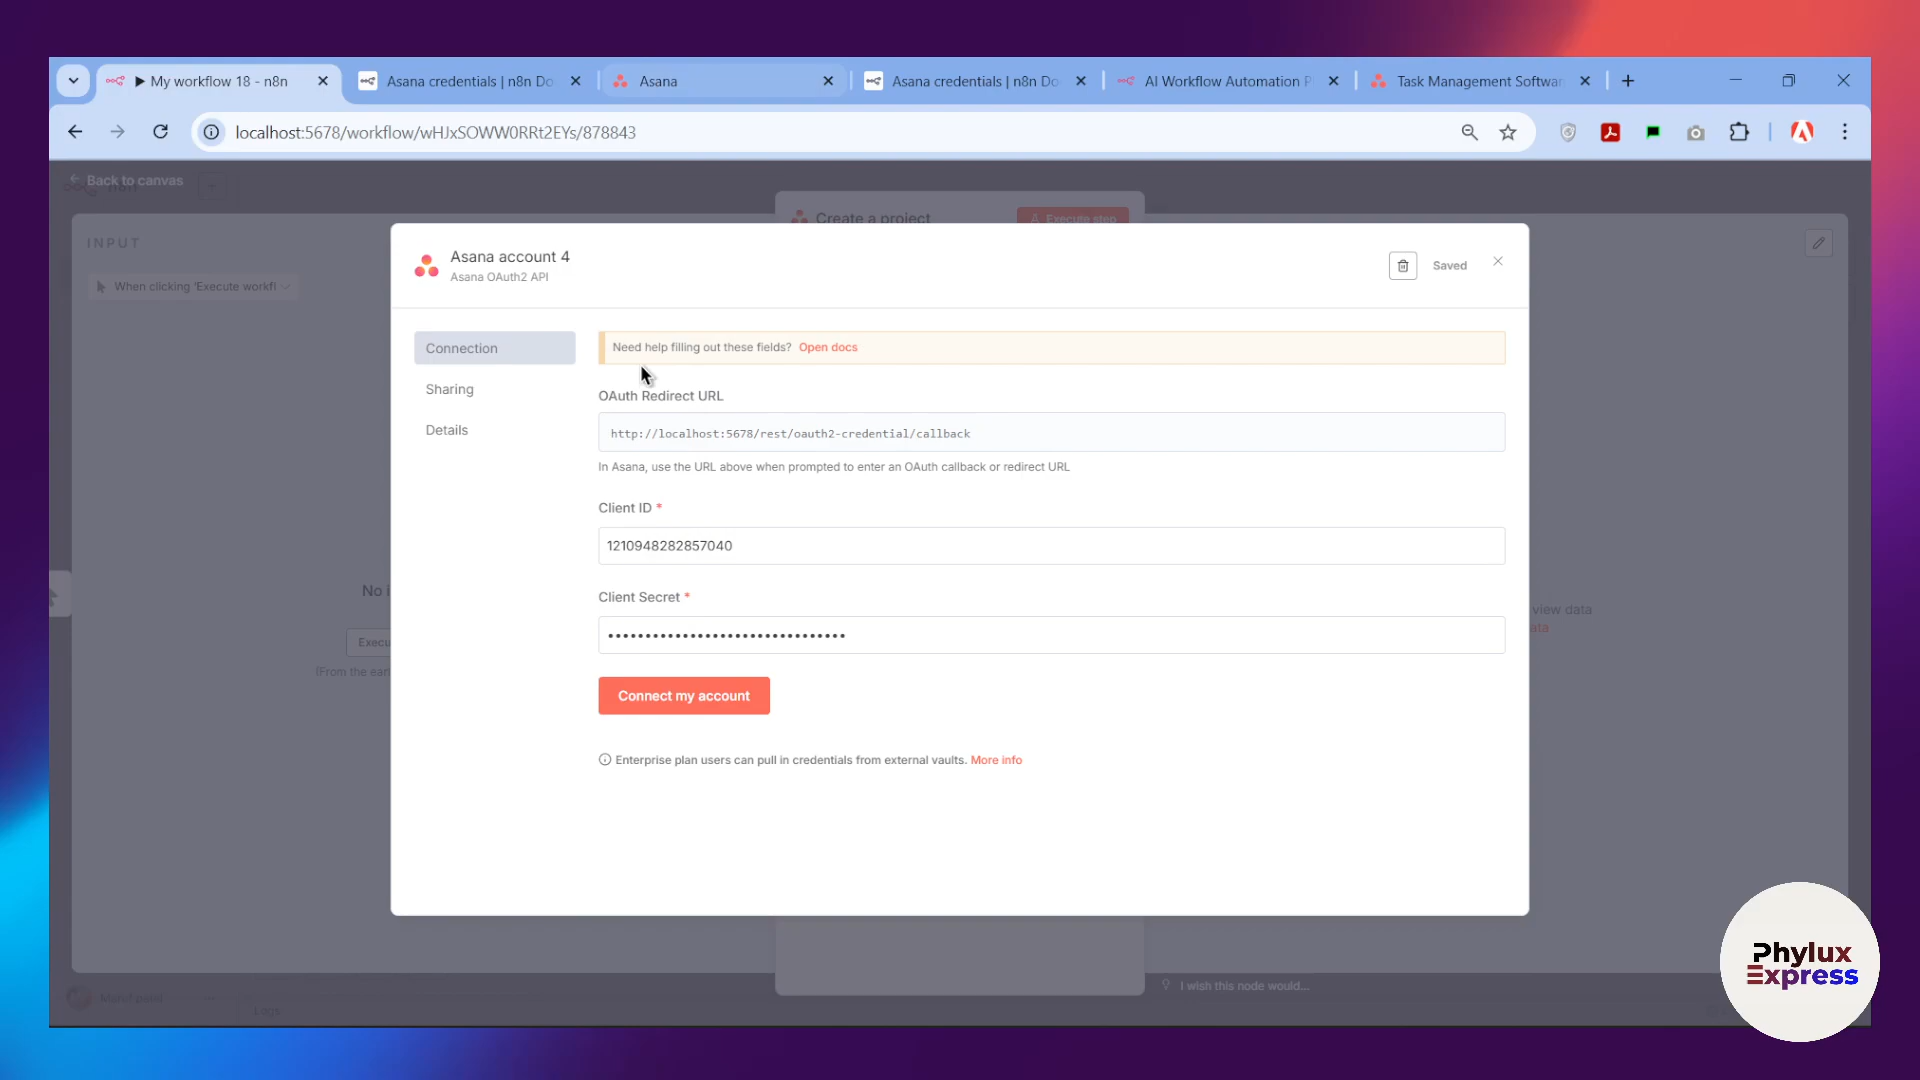 My workflow 18 - n8n
Asana credentials | n8n Do
Asana
Asana credentials | n8n Do
AI Workflow Automation P
Task Management Softwar
localhost:5678/workflow/wHJxSOWW0RRt2EYs/878843
Back to canvas
Create a project
Execute step
INPUT
When clicking 'Execute workfl
Asana account 4
Asana OAuth2 API
Saved
Connection
Sharing
Details
Need help filling out these fields? Open docs
OAuth Redirect URL
http://localhost:5678/rest/oauth2-credential/callback
In Asana, use the URL above when prompted to enter an OAuth callback or redirect URL
Client ID *
1210948282857040
Client Secret *
••••••••••••••••••••••••••••••••
Connect my account
Enterprise plan users can pull in credentials from external vaults. More info
No i
Execu
(From the ear
view data
ata
I wish this node would...
Logs
Phylux
Express